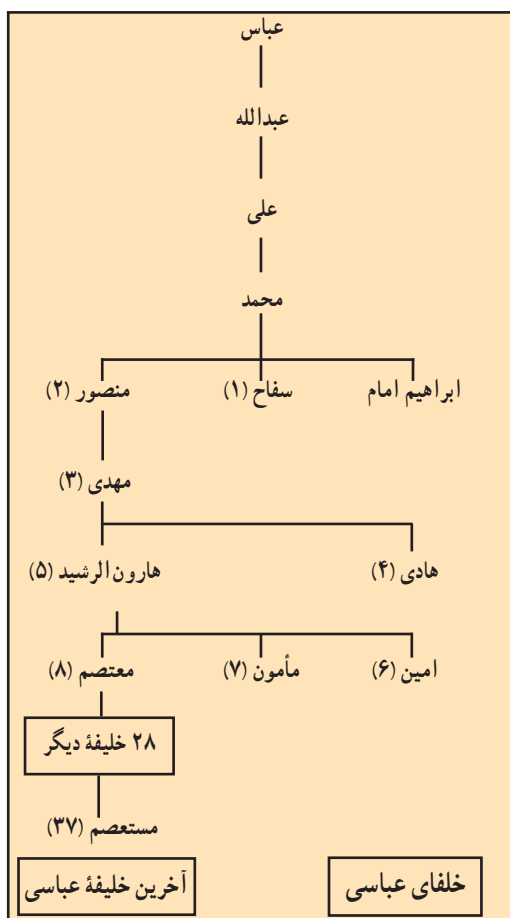 عباس
عبدالله
علی
محمد
ابراهیم امام سفاح (۱) منصور (۲)
مهدی (۳)
هادی (۴) هارون‌الرشید (۵)
امین (۶) مأمون (۷) معتصم (۸)
۲۸ خلیفهٔ دیگر
مستعصم (۳۷)
خلفای عباسی آخرین خلیفهٔ عباسی